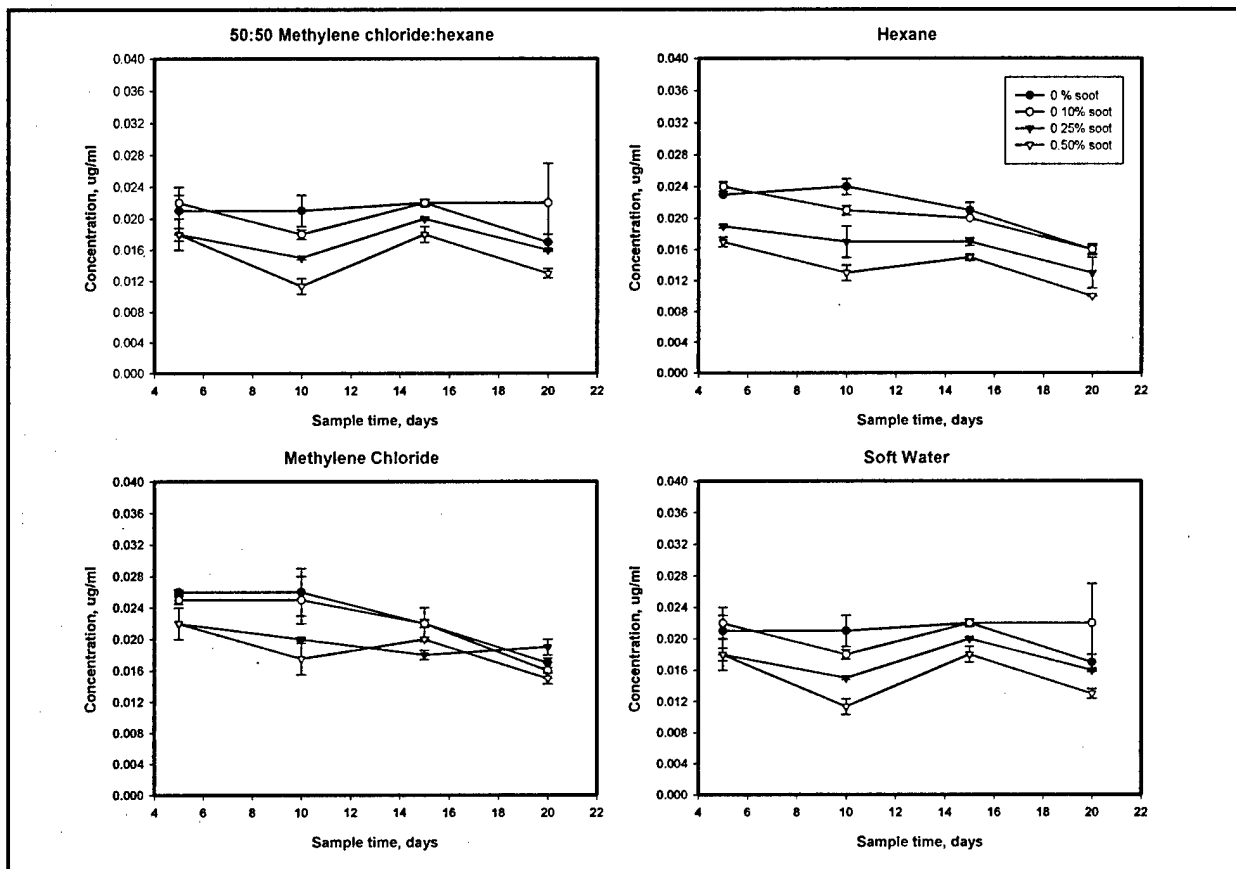 50:50 Methylene chloride:hexane
0.040
0.036
0.032
0.028
0.024
0.020
0.016
0.012
0.008
0.004
0.000
Concentration, ug/ml
4 6 8 10 12 14 16 18 20 22
Sample time, days
Hexane
0.040
0.036
0.032
0.028
0.024
0.020
0.016
0.012
0.008
0.004
0.000
Concentration, ug/ml
0 % soot
0 10% soot
0 25% soot
0.50% soot
4 6 8 10 12 14 16 18 20 22
Sample time, days
Methylene Chloride
0.040
0.036
0.032
0.028
0.024
0.020
0.016
0.012
0.008
0.004
0.000
Concentration, ug/ml
4 6 8 10 12 14 16 18 20 22
Sample time, days
Soft Water
0.040
0.036
0.032
0.028
0.024
0.020
0.016
0.012
0.008
0.004
0.000
Concentration, ug/ml
4 6 8 10 12 14 16 18 20 22
Sample time, days